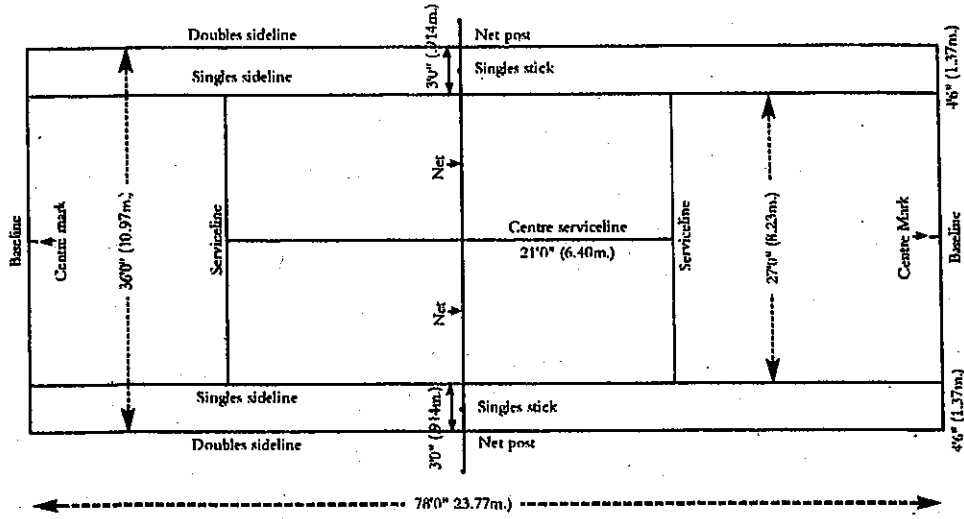 Doubles sideline
3'0" (.914m.)
Net post
Singles sideline
Singles stick
4'6" (1.37m.)
Net
Baseline
Centre mark
36'0" (10.97m.)
Serviceline
Centre serviceline
21'0" (6.40m.)
Serviceline
27'0" (8.23m.)
Centre Mark
Baseline
Net
Singles sideline
3'0" (.914m.)
Singles stick
4'6" (1.37m.)
Doubles sideline
Net post
78'0" 23.77m.)